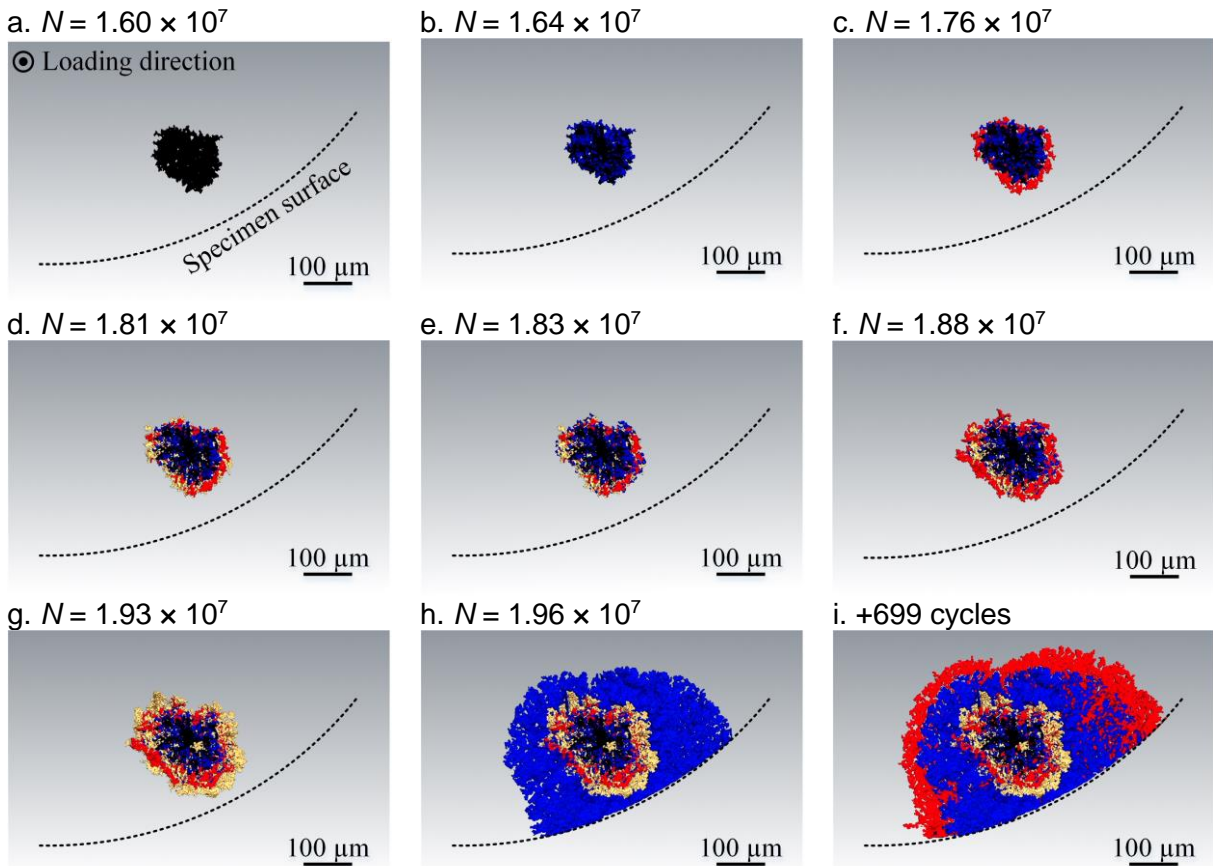 a. N = 1.60 × 10⁷
b. N = 1.64 × 10⁷
c. N = 1.76 × 10⁷
Loading direction
Specimen surface
100 µm
100 µm
100 µm
d. N = 1.81 × 10⁷
e. N = 1.83 × 10⁷
f. N = 1.88 × 10⁷
100 µm
100 µm
100 µm
g. N = 1.93 × 10⁷
h. N = 1.96 × 10⁷
i. +699 cycles
100 µm
100 µm
100 µm